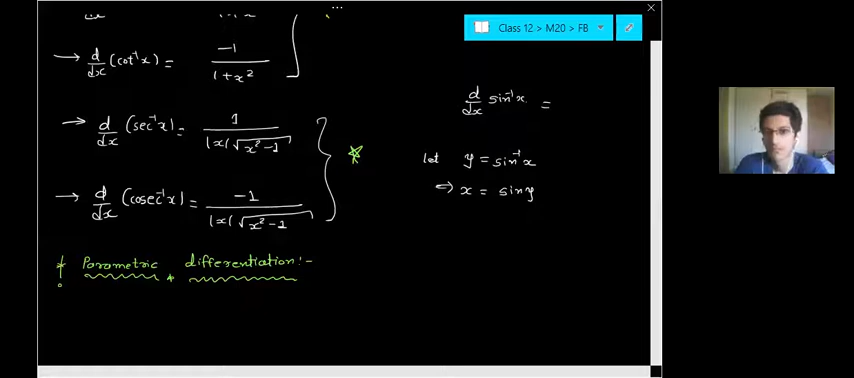 Class 12 > M20 > FB
→ d/dx (cot⁻¹x) = -1/(1+x²)
→ d/dx (sec⁻¹x) = 1/(|x|√(x²-1))
→ d/dx (cosec⁻¹x) = -1/(|x|√(x²-1))
* Parametric differentiation:-
d/dx sin⁻¹x =
let y = sin⁻¹x
⇔ x = siny